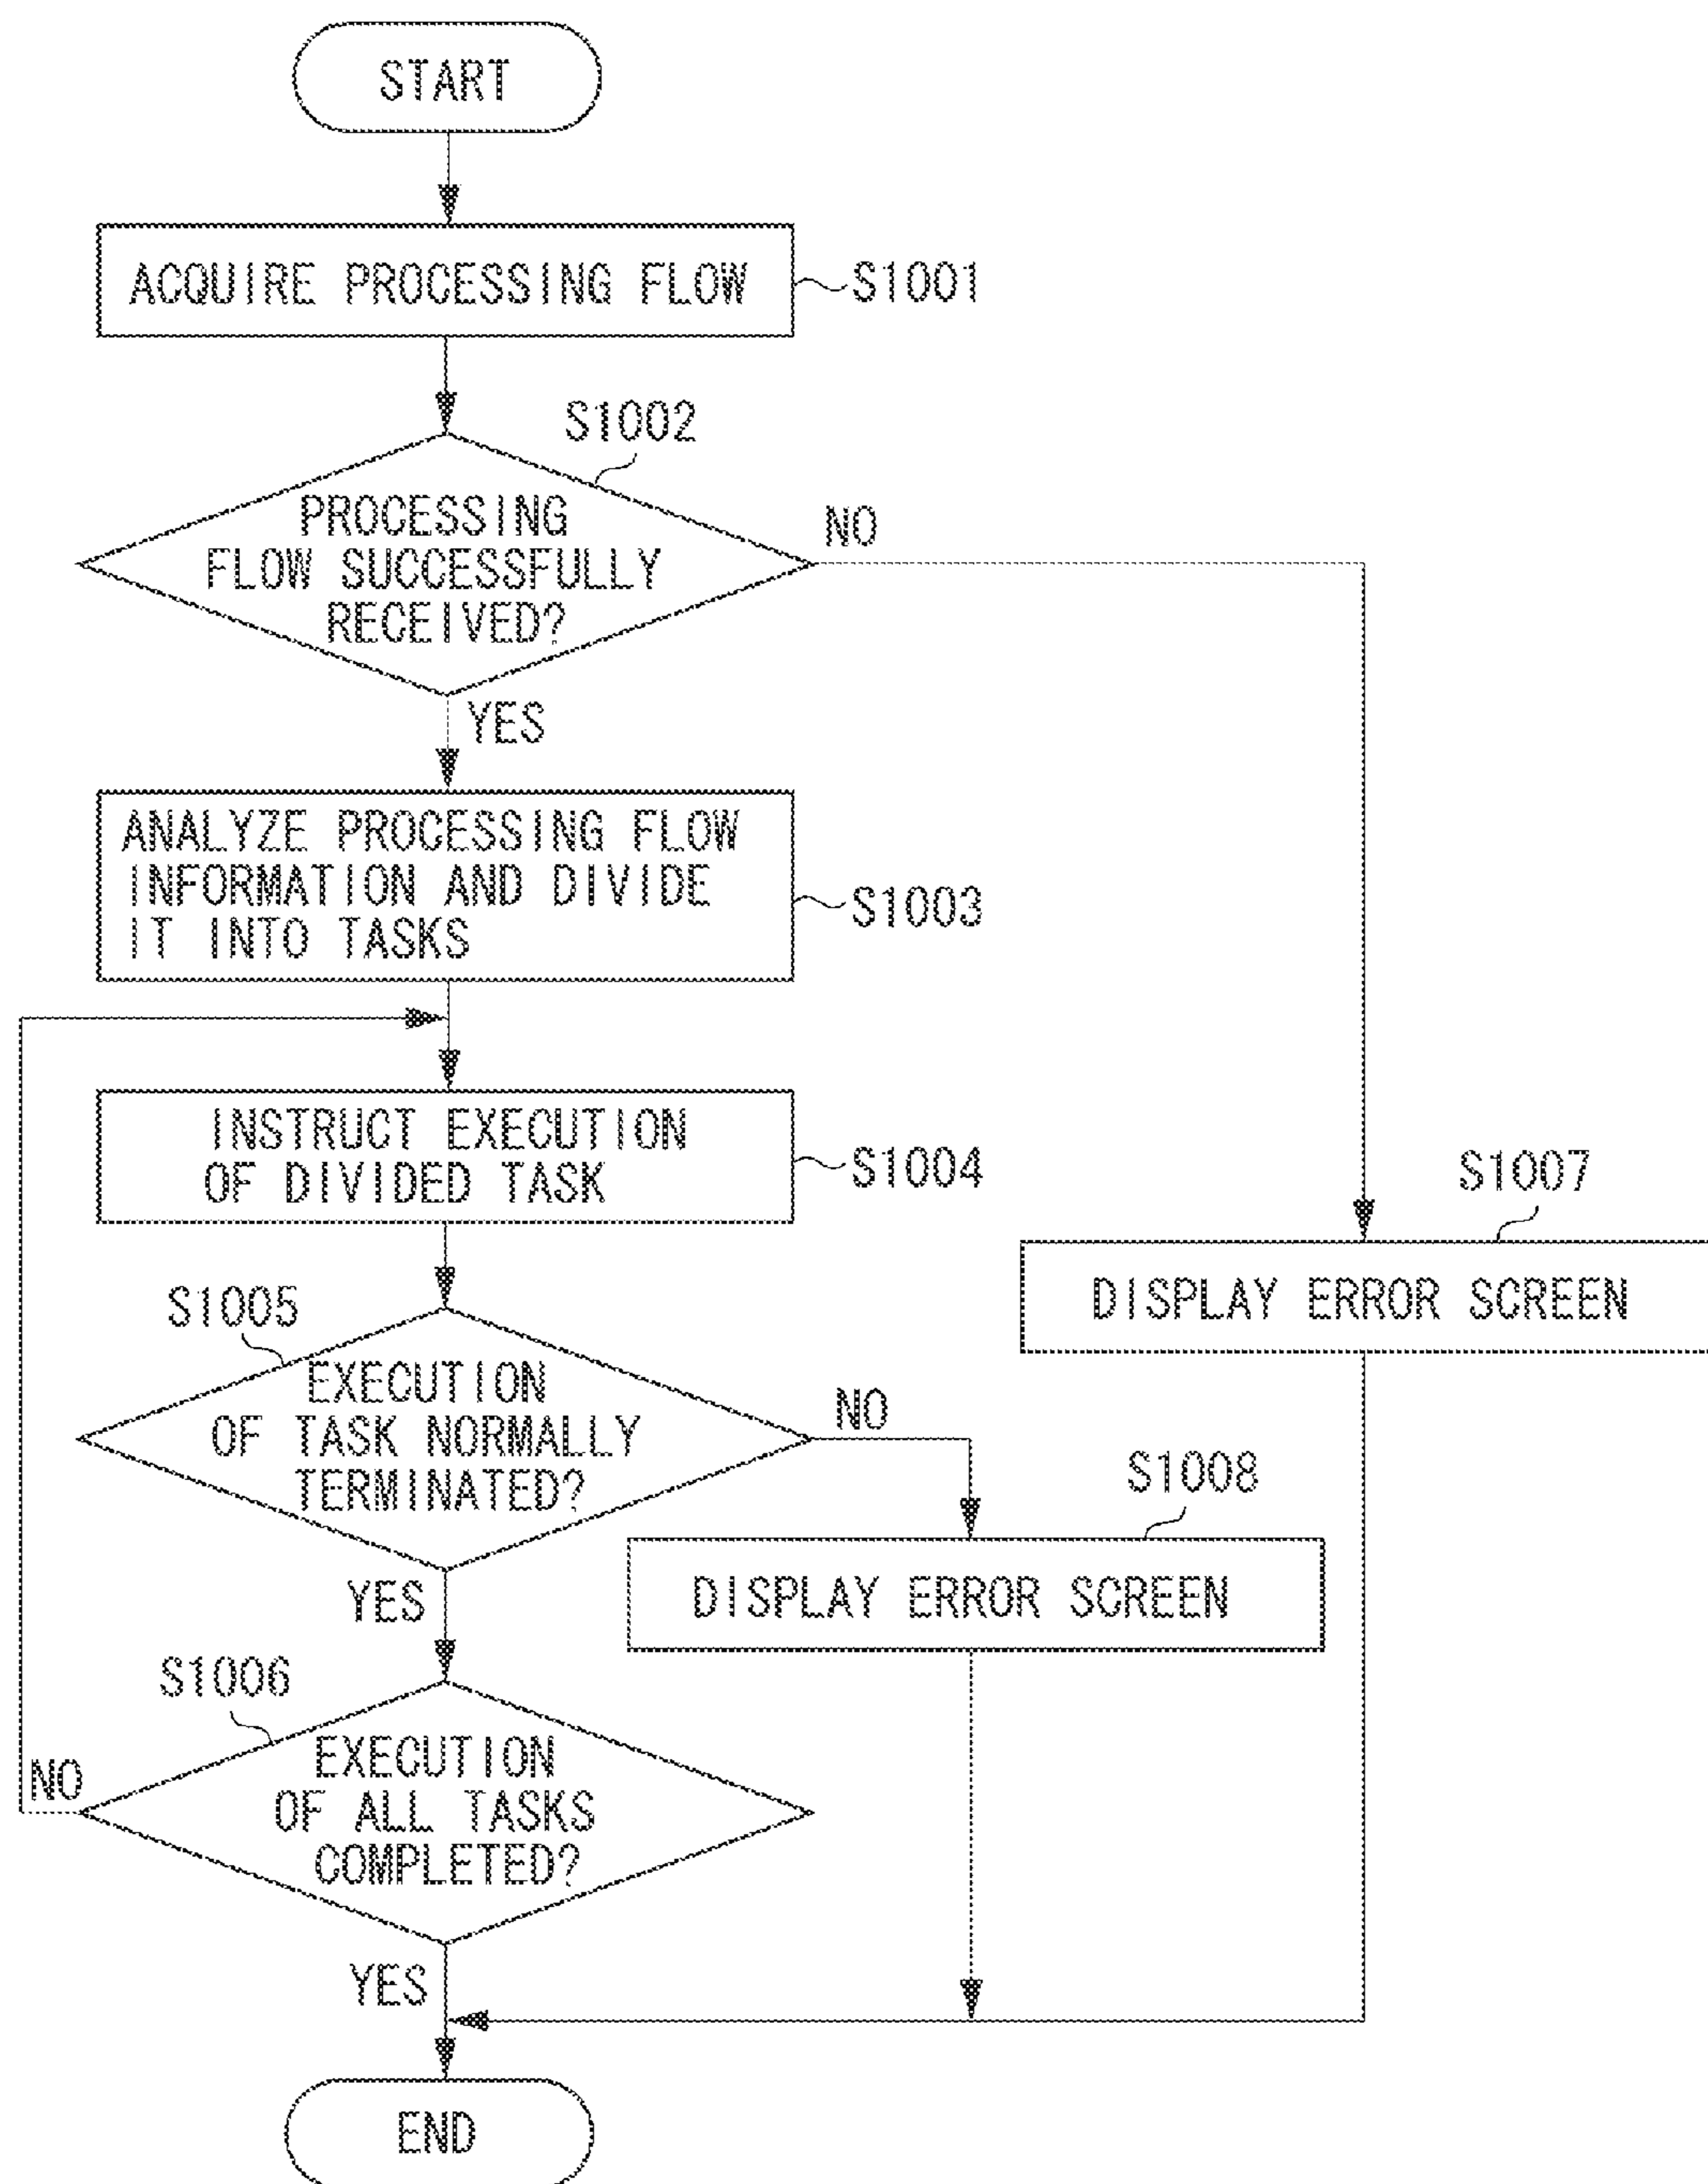 START
ACQUIRE PROCESSING FLOW
S1001
S1002
PROCESSING
FLOW SUCCESSFULLY
RECEIVED?
NO
YES
ANALYZE PROCESSING FLOW
INFORMATION AND DIVIDE
IT INTO TASKS
S1003
INSTRUCT EXECUTION
OF DIVIDED TASK
S1004
S1007
DISPLAY ERROR SCREEN
S1005
EXECUTION
OF TASK NORMALLY
TERMINATED?
NO
S1008
DISPLAY ERROR SCREEN
YES
S1006
EXECUTION
OF ALL TASKS
COMPLETED?
NO
YES
END